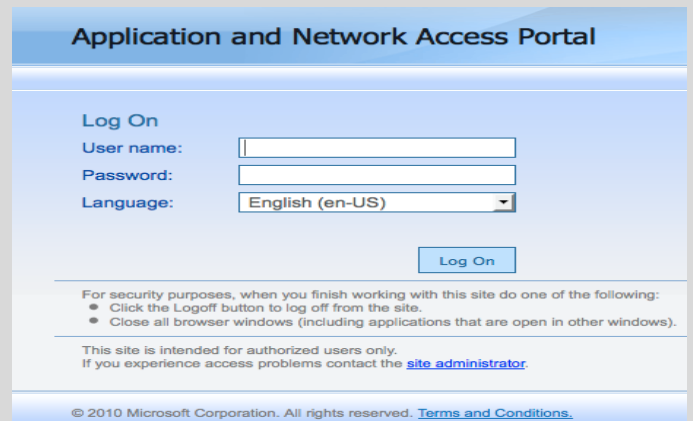 Application and Network Access Portal
Log On
User name:
Password:
Language: English (en-US)
Log On
For security purposes, when you finish working with this site do one of the following:
● Click the Logoff button to log off from the site.
● Close all browser windows (including applications that are open in other windows).
This site is intended for authorized users only.
If you experience access problems contact the site administrator.
© 2010 Microsoft Corporation. All rights reserved. Terms and Conditions.